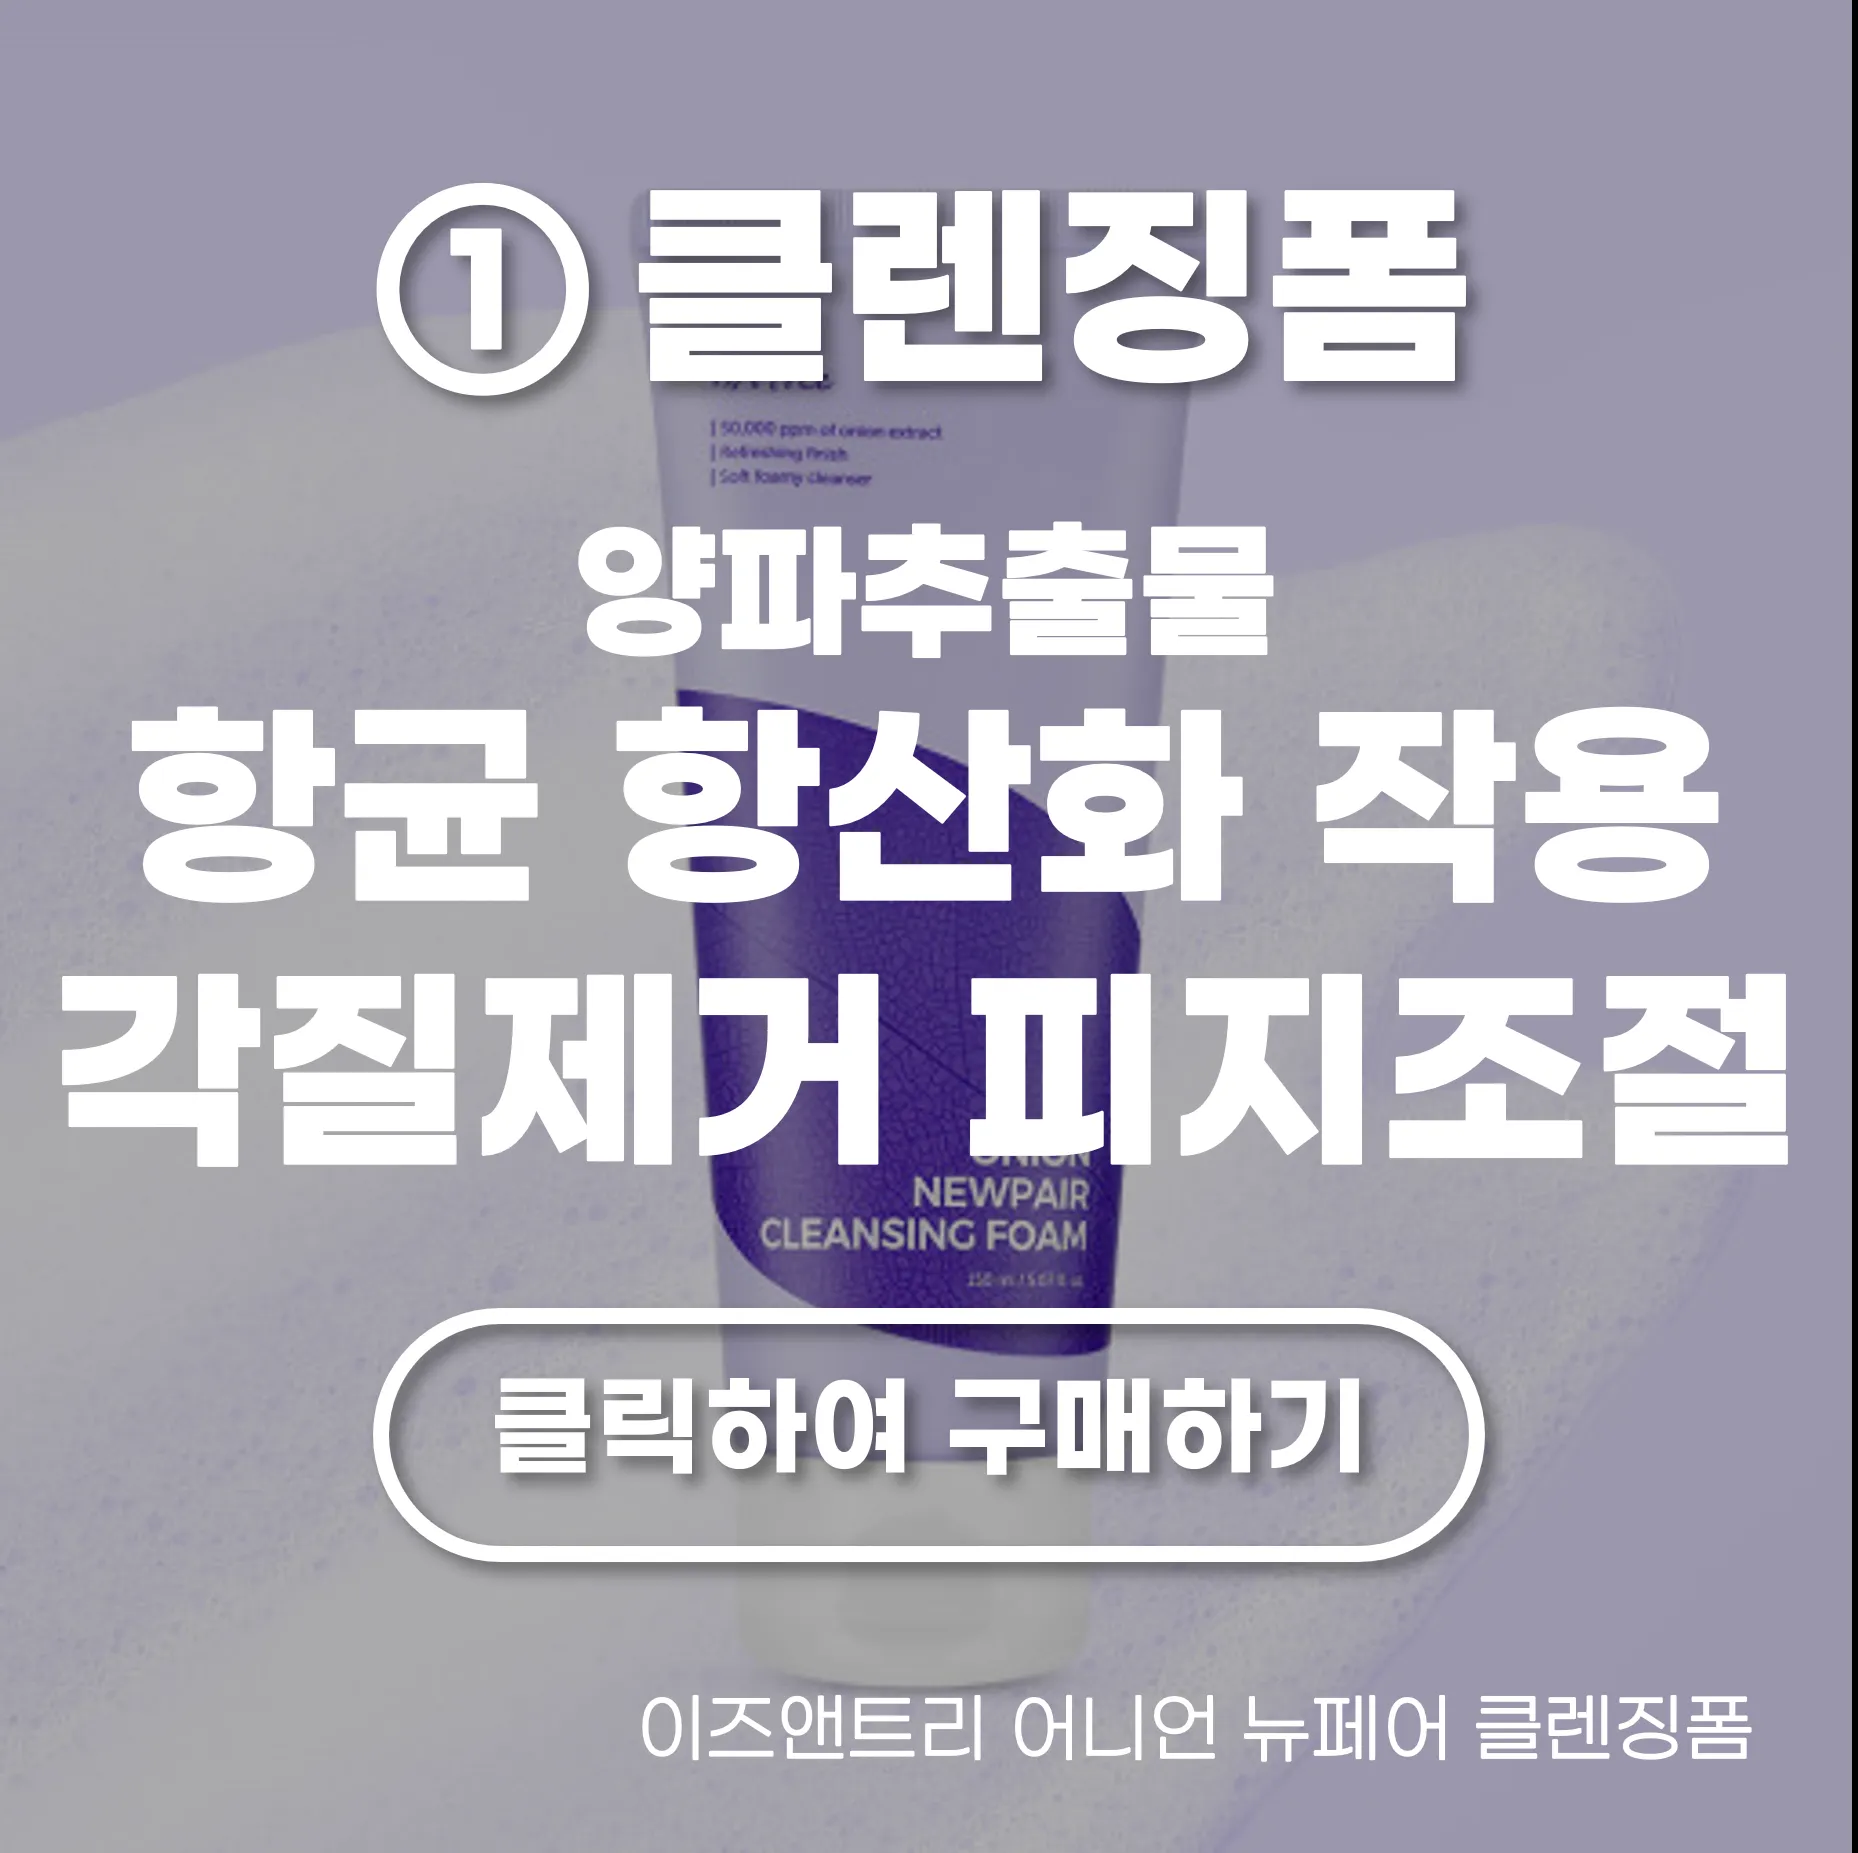 ① 클렌징폼
| 50,000 ppm of onion extract
| Refreshing finish
| Soft foamy cleanser
양파추출물
항균 항산화 작용
각질제거 피지조절
ONION
NEWPAIR
CLEANSING FOAM
클릭하여 구매하기
이즈앤트리 어니언 뉴페어 클렌징폼